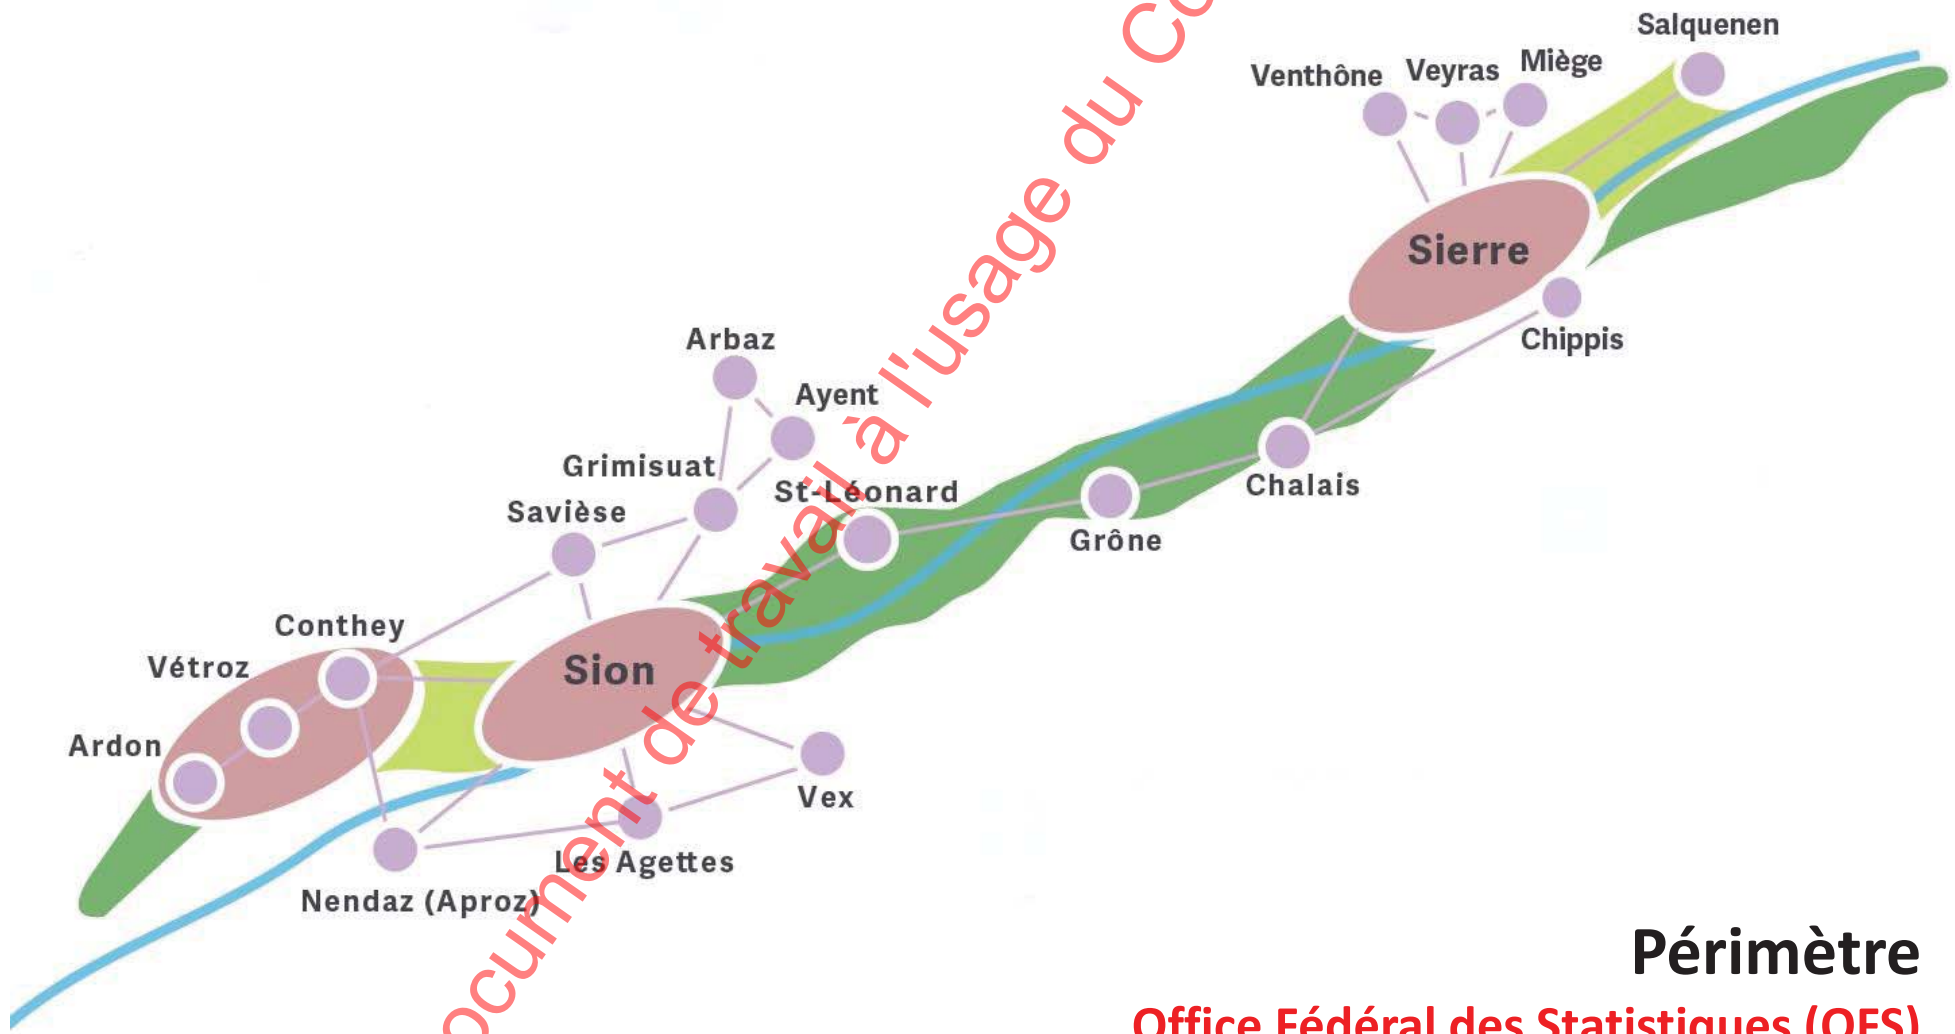 Salquenen
Venthône
Veyras
Miège
Sierre
Chippis
Arbaz
Ayent
Grimisuat
Savièse
St-Léonard
Chalais
Grône
Conthey
Vétroz
Ardon
Sion
Vex
Les Agettes
Nendaz (Aproz)
ocument de travail à l'usage du Co
Périmètre
Office Fédéral des Statistiques (OFS)